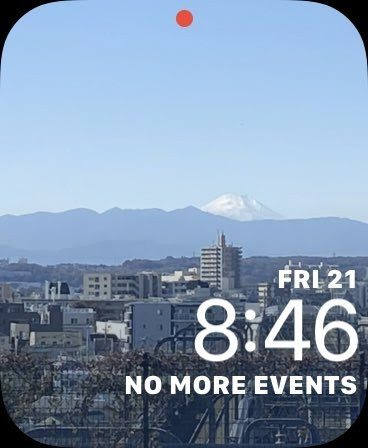 FRI 21
8:46
NO MORE EVENTS